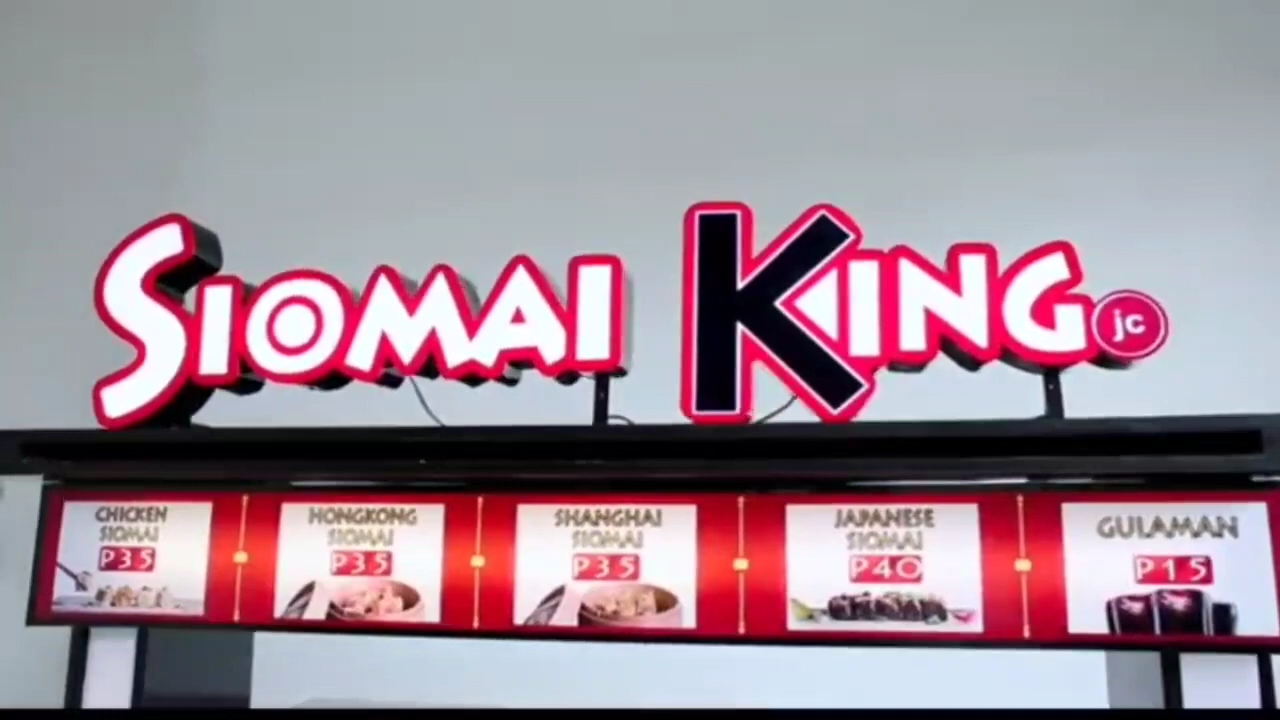 SIOMAI KING jc
CHICKEN
SIOMAI
P35
HONGKONG
SIOMAI
P35
SHANGHAI
SIOMAI
P35
JAPANESE
SIOMAI
P40
GULAMAN
P15